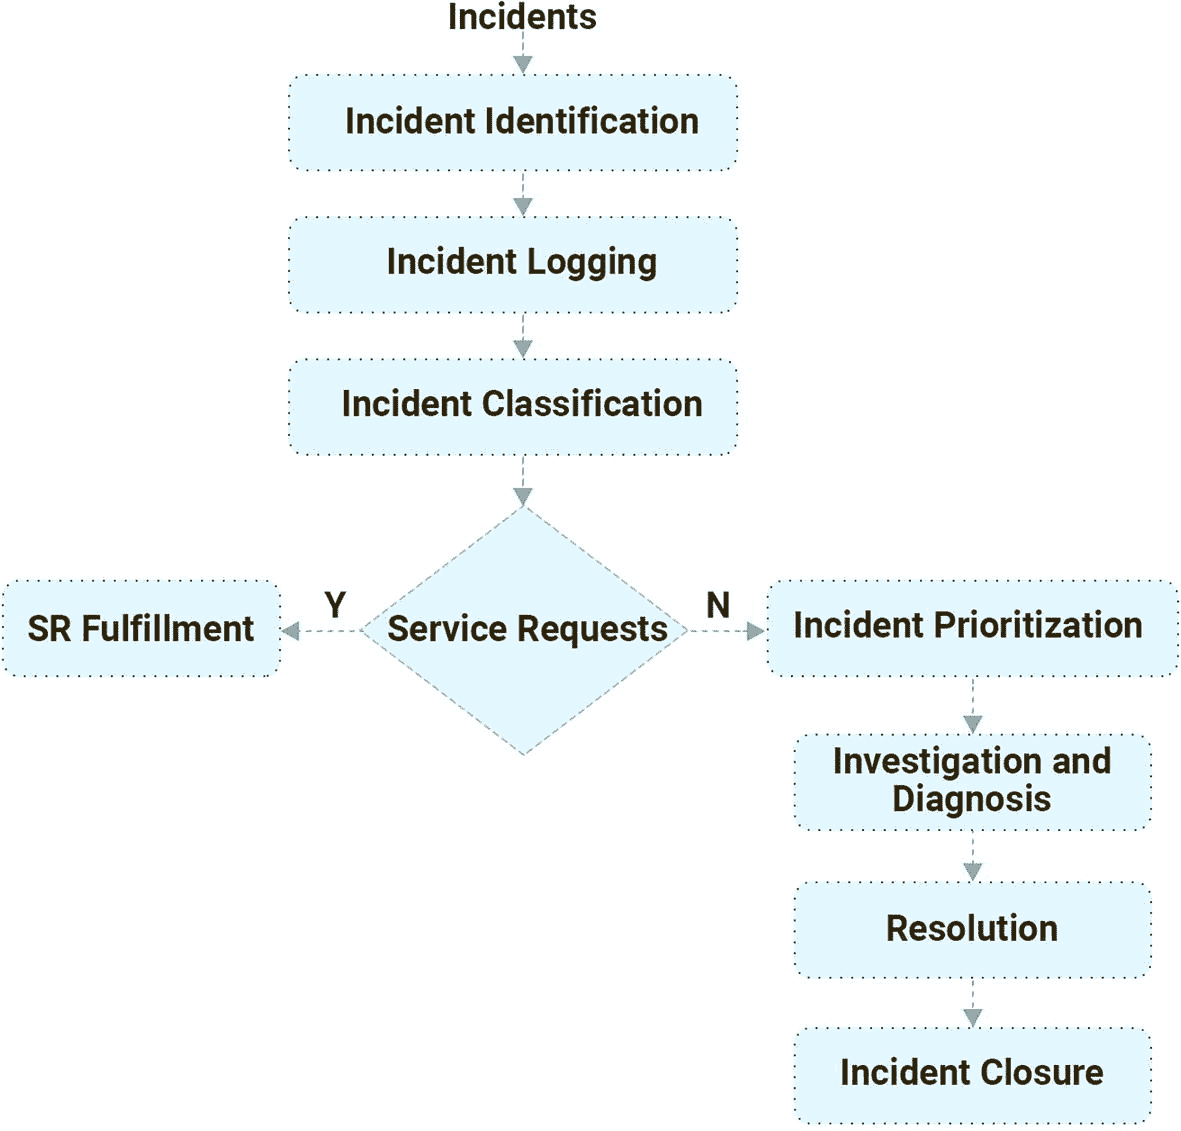 Incidents
Incident Identification
Incident Logging
Incident Classification
Y
N
SR Fulfillment
Service Requests
Incident Prioritization
Investigation and
Diagnosis
Resolution
Incident Closure